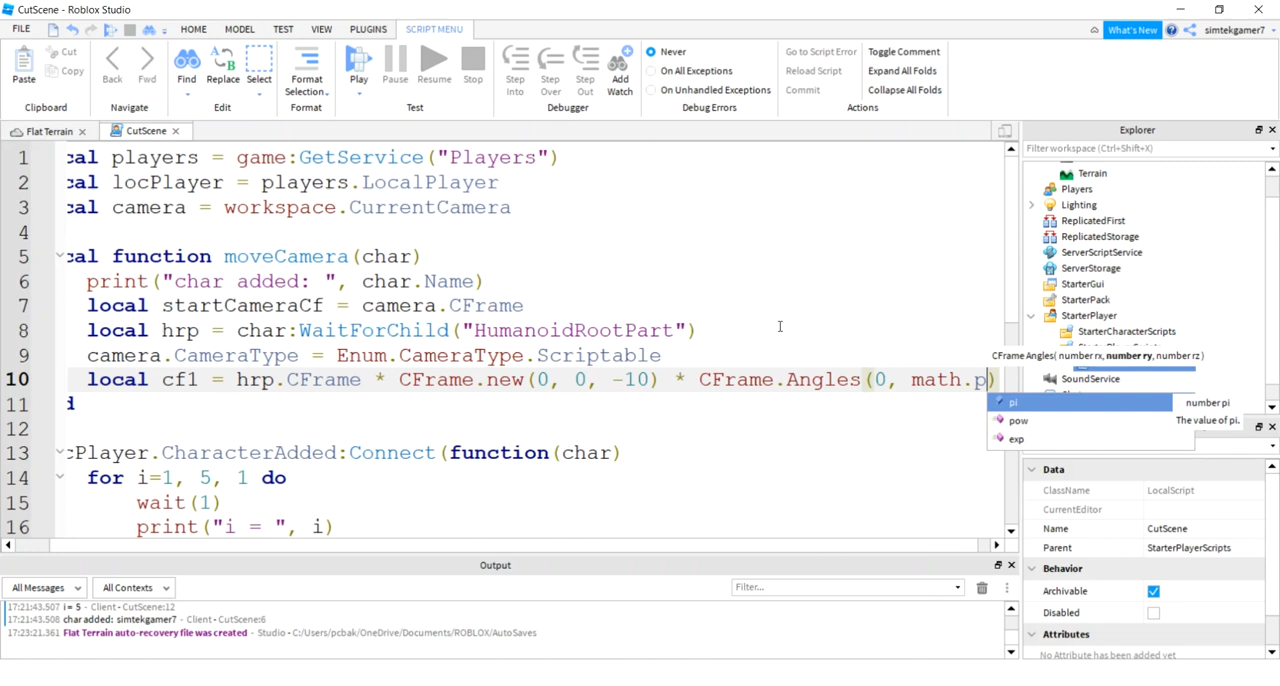 CutScene - Roblox Studio
FILE HOME MODEL TEST VIEW PLUGINS SCRIPT MENU What's New simtekgamer7
Paste Cut Copy Back Fwd Find Replace Select Format Selection Play Pause Resume Stop Step Into Step Over Step Out Add Watch
Never
On All Exceptions
On Unhandled Exceptions
Go to Script Error
Reload Script
Commit
Toggle Comment
Expand All Folds
Collapse All Folds
Clipboard Navigate Edit Format Test Debugger Debug Errors Actions
Flat Terrain CutScene
1 cal players = game:GetService("Players")
2 cal locPlayer = players.LocalPlayer
3 cal camera = workspace.CurrentCamera
4
5 cal function moveCamera(char)
6 print("char added: ", char.Name)
7 local startCameraCf = camera.CFrame
8 local hrp = char:WaitForChild("HumanoidRootPart")
9 camera.CameraType = Enum.CameraType.Scriptable
10 local cf1 = hrp.CFrame * CFrame.new(0, 0, -10) * CFrame.Angles(0, math.p)
11 d
12
13 cPlayer.CharacterAdded:Connect(function(char)
14 for i=1, 5, 1 do
15 wait(1)
16 print("i = ", i)
CFrame Angles( number rx, number ry, number rz )
pi number pi
pow The value of pi.
exp
Explorer
Filter workspace (Ctrl+Shift+X)
Terrain
Players
Lighting
ReplicatedFirst
ReplicatedStorage
ServerScriptService
ServerStorage
StarterGui
StarterPack
StarterPlayer
StarterCharacterScripts
SoundService
Chat
Data
ClassName LocalScript
CurrentEditor
Name CutScene
Parent StarterPlayerScripts
Behavior
Archivable
Disabled
Attributes
No Attribute has been added yet
Output
All Messages All Contexts Filter...
17:21:43.507 i = 5 - Client - CutScene:12
17:21:43.508 char added: simtekgamer7 - Client - CutScene:6
17:23:21.361 Flat Terrain auto-recovery file was created - Studio - C:/Users/pcbak/OneDrive/Documents/ROBLOX/AutoSaves